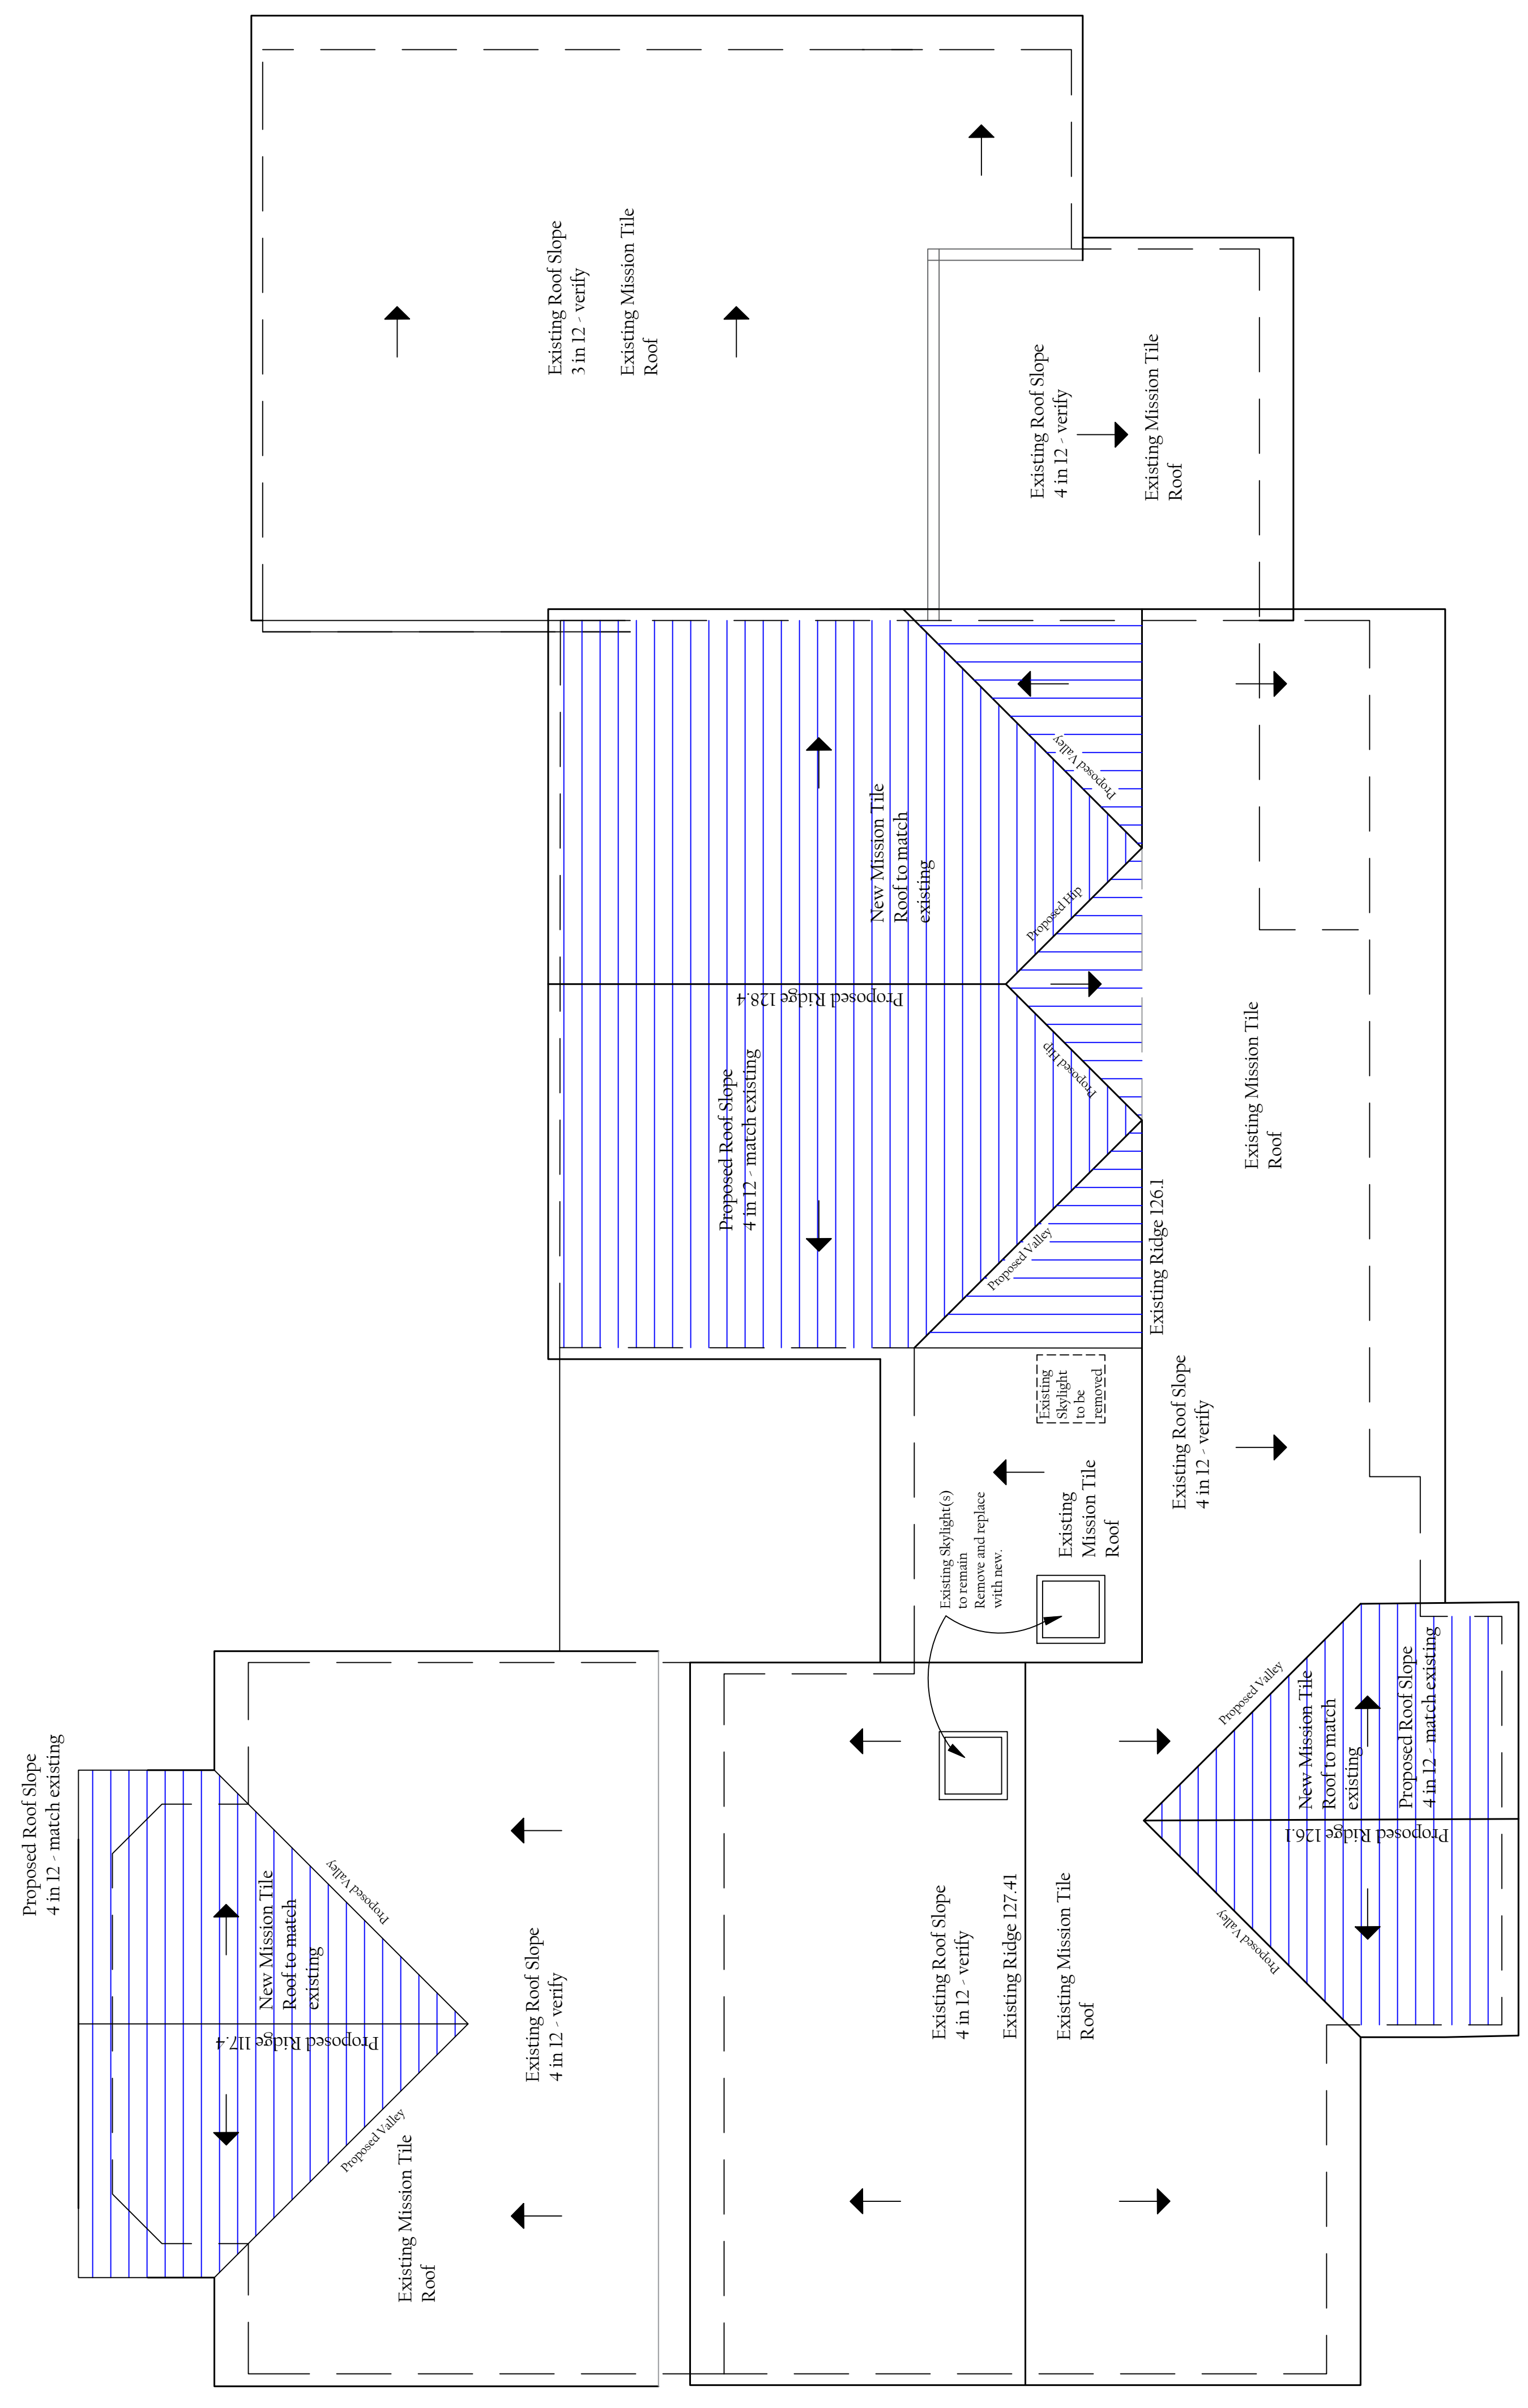 Existing Roof Slope
3 in 12 - verify
Existing Mission Tile
Roof
Existing Roof Slope
4 in 12 - verify
Existing Mission Tile
Roof
New Mission Tile
Roof to match
existing
Proposed Valley
Proposed Hip
Proposed Ridge 128.4
Proposed Hip
Proposed Roof Slope
4 in 12 - match existing
Proposed Valley
Existing Ridge 126.1
Existing Mission Tile
Roof
Existing
Skylight
to be
removed
Existing Roof Slope
4 in 12 - verify
Existing Skylight(s)
to remain
Remove and replace
with new.
Existing
Mission Tile
Roof
Proposed Roof Slope
4 in 12 - match existing
New Mission Tile
Roof to match
existing
Proposed Valley
Proposed Ridge 117.4
Proposed Valley
Existing Roof Slope
4 in 12 - verify
Existing Mission Tile
Roof
Existing Roof Slope
4 in 12 - verify
Existing Ridge 127.41
Existing Mission Tile
Roof
Proposed Valley
New Mission Tile
Roof to match
existing
Proposed Roof Slope
4 in 12 - match existing
Proposed Ridge 126.1
Proposed Valley